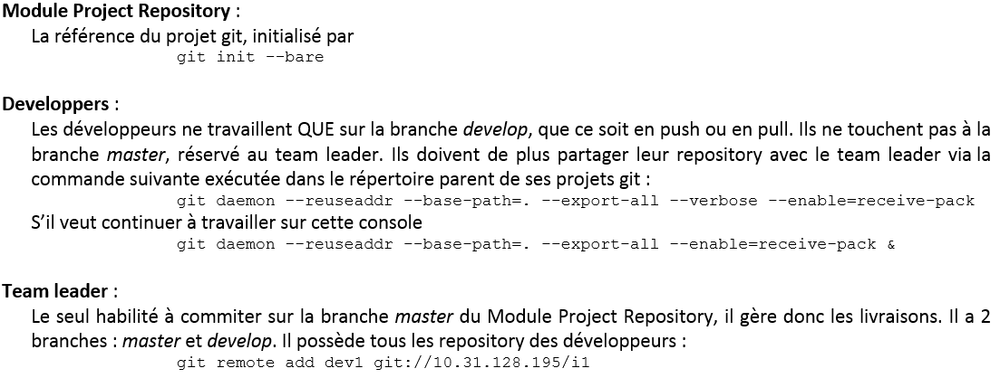 Module Project Repository :
La référence du projet git, initialisé par
git init --bare
Developpers :
Les développeurs ne travaillent QUE sur la branche develop, que ce soit en push ou en pull. Ils ne touchent pas à la
branche master, réservé au team leader. Ils doivent de plus partager leur repository avec le team leader via la
commande suivante exécutée dans le répertoire parent de ses projets git :
git daemon --reuseaddr --base-path=. --export-all --verbose --enable=receive-pack
S’il veut continuer à travailler sur cette console
git daemon --reuseaddr --base-path=. --export-all --enable=receive-pack &
Team leader :
Le seul habilité à commiter sur la branche master du Module Project Repository, il gère donc les livraisons. Il a 2
branches : master et develop. Il possède tous les repository des développeurs :
git remote add dev1 git://10.31.128.195/i1